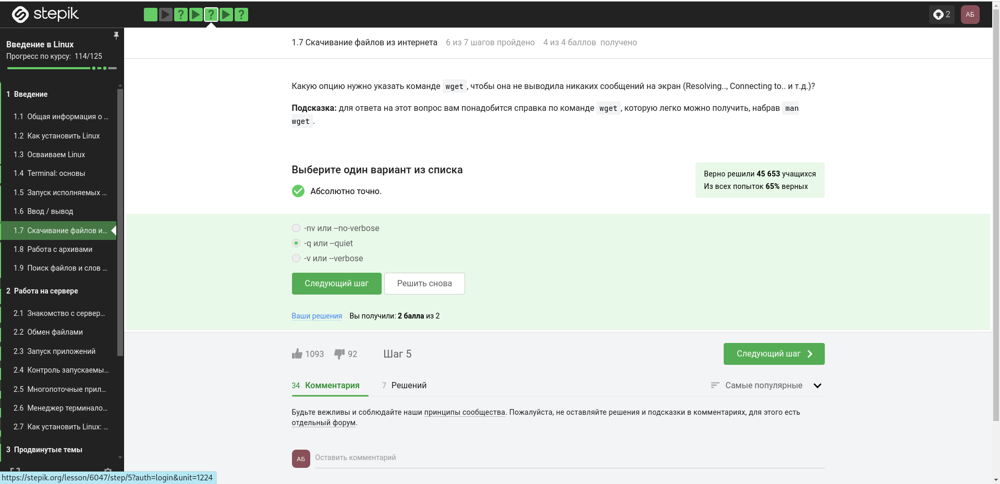 stepik
?
?
?
2
АБ
Введение в Linux
Прогресс по курсу: 114/125
1 Введение
1.1 Общая информация о ...
1.2 Как установить Linux
1.3 Осваиваем Linux
1.4 Terminal: основы
1.5 Запуск исполняемых ...
1.6 Ввод / вывод
1.7 Скачивание файлов и...
1.8 Работа с архивами
1.9 Поиск файлов и слов ...
2 Работа на сервере
2.1 Знакомство с сервер...
2.2 Обмен файлами
2.3 Запуск приложений
2.4 Контроль запускаемы...
2.5 Многопоточные прил...
2.6 Менеджер терминало...
2.7 Как установить Linux: ...
3 Продвинутые темы
https://stepik.org/lesson/6047/step/5?auth=login&unit=1224
1.7 Скачивание файлов из интернета 6 из 7 шагов пройдено 4 из 4 баллов получено
Какую опцию нужно указать команде wget, чтобы она не выводила никаких сообщений на экран (Resolving.., Connecting to.. и т.д.)?
Подсказка: для ответа на этот вопрос вам понадобится справка по команде wget, которую легко можно получить, набрав man
wget.
Выберите один вариант из списка
Абсолютно точно.
Верно решили 45 653 учащихся
Из всех попыток 65% верных
-nv или --no-verbose
-q или --quiet
-v или --verbose
Следующий шаг
Решить снова
Ваши решения Вы получили: 2 балла из 2
1093 92 Шаг 5
Следующий шаг
34 Комментария 7 Решений
Самые популярные
Будьте вежливы и соблюдайте наши принципы сообщества. Пожалуйста, не оставляйте решения и подсказки в комментариях, для этого есть
отдельный форум.
АБ
Оставить комментарий